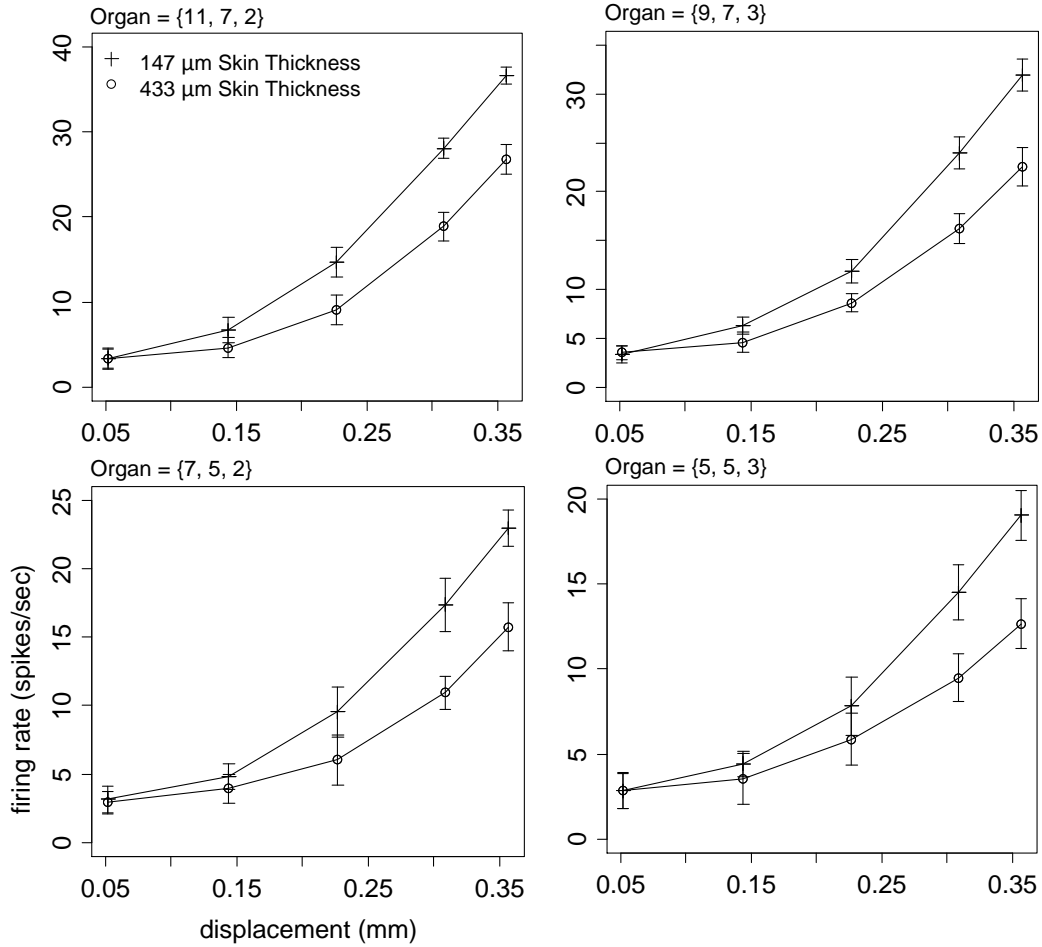 Organ = {11, 7, 2}
40
30
20
10
0
+ 147 µm Skin Thickness
○ 433 µm Skin Thickness
0.05 0.15 0.25 0.35
Organ = {9, 7, 3}
30
20
10
5
0
0.05 0.15 0.25 0.35
Organ = {7, 5, 2}
25
20
15
10
5
0
firing rate (spikes/sec)
0.05 0.15 0.25 0.35
displacement (mm)
Organ = {5, 5, 3}
20
15
10
5
0
0.05 0.15 0.25 0.35